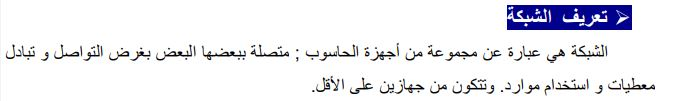 ➢ تعريف الشبكة
الشبكة هي عبارة عن مجموعة من أجهزة الحاسوب ; متصلة ببعضها البعض بغرض التواصل و تبادل
معطيات و استخدام موارد. وتتكون من جهازين على الأقل.